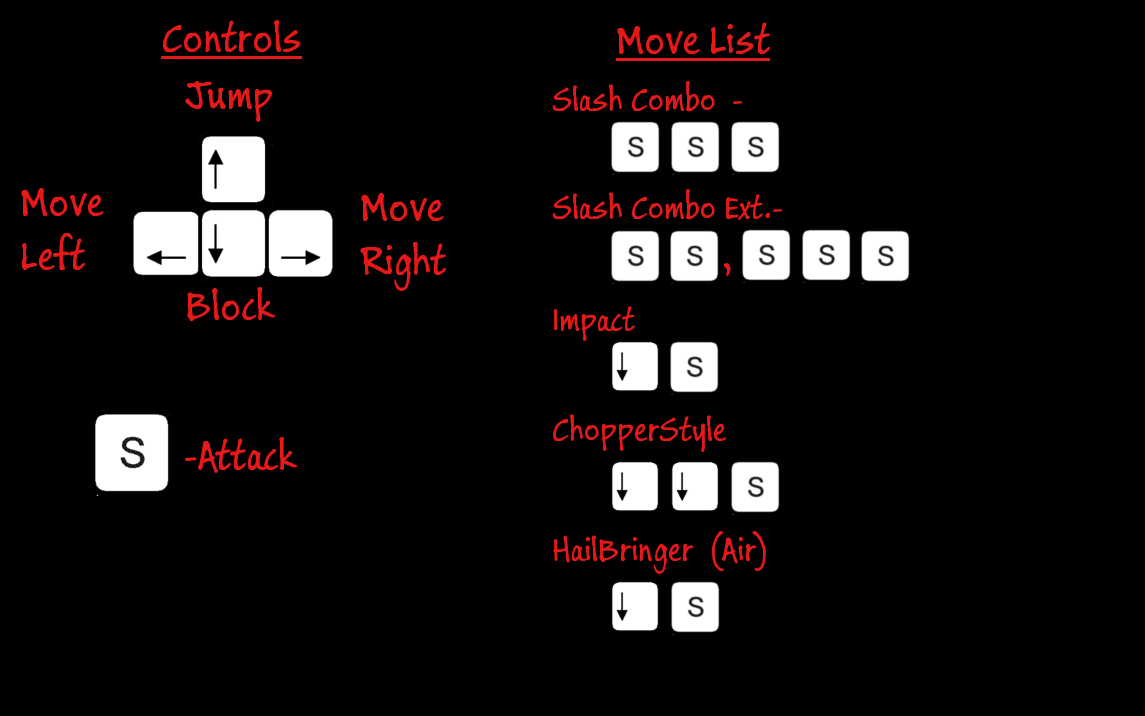 Controls
Jump
↑
Move
Left
← ↓ →
Move
Right
Block
S -Attack
Move List
Slash Combo -
S S S
Slash Combo Ext.-
S S , S S S
Impact
↓ S
ChopperStyle
↓ ↓ S
HailBringer (Air)
↓ S